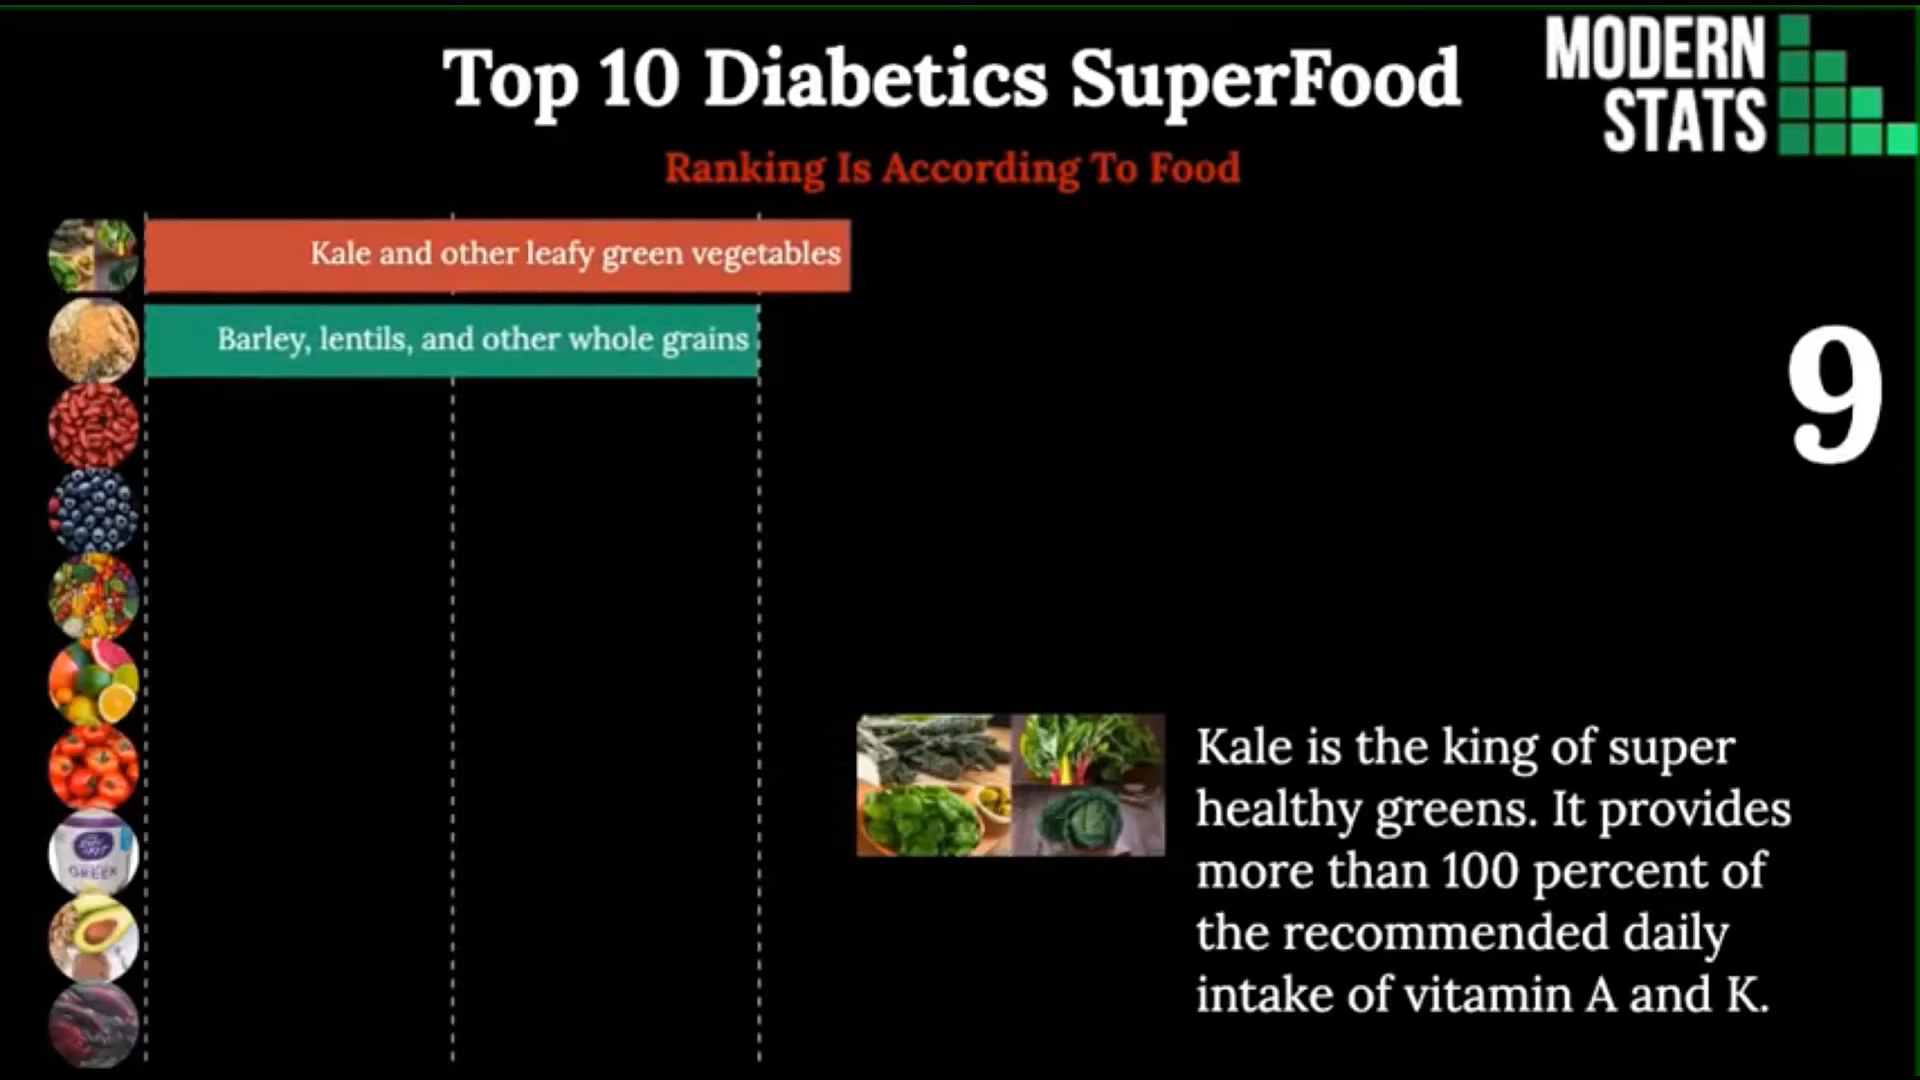 Top 10 Diabetics SuperFood
MODERN
STATS
Ranking Is According To Food
Kale and other leafy green vegetables
Barley, lentils, and other whole grains
9
GREEK
Kale is the king of super
healthy greens. It provides
more than 100 percent of
the recommended daily
intake of vitamin A and K.